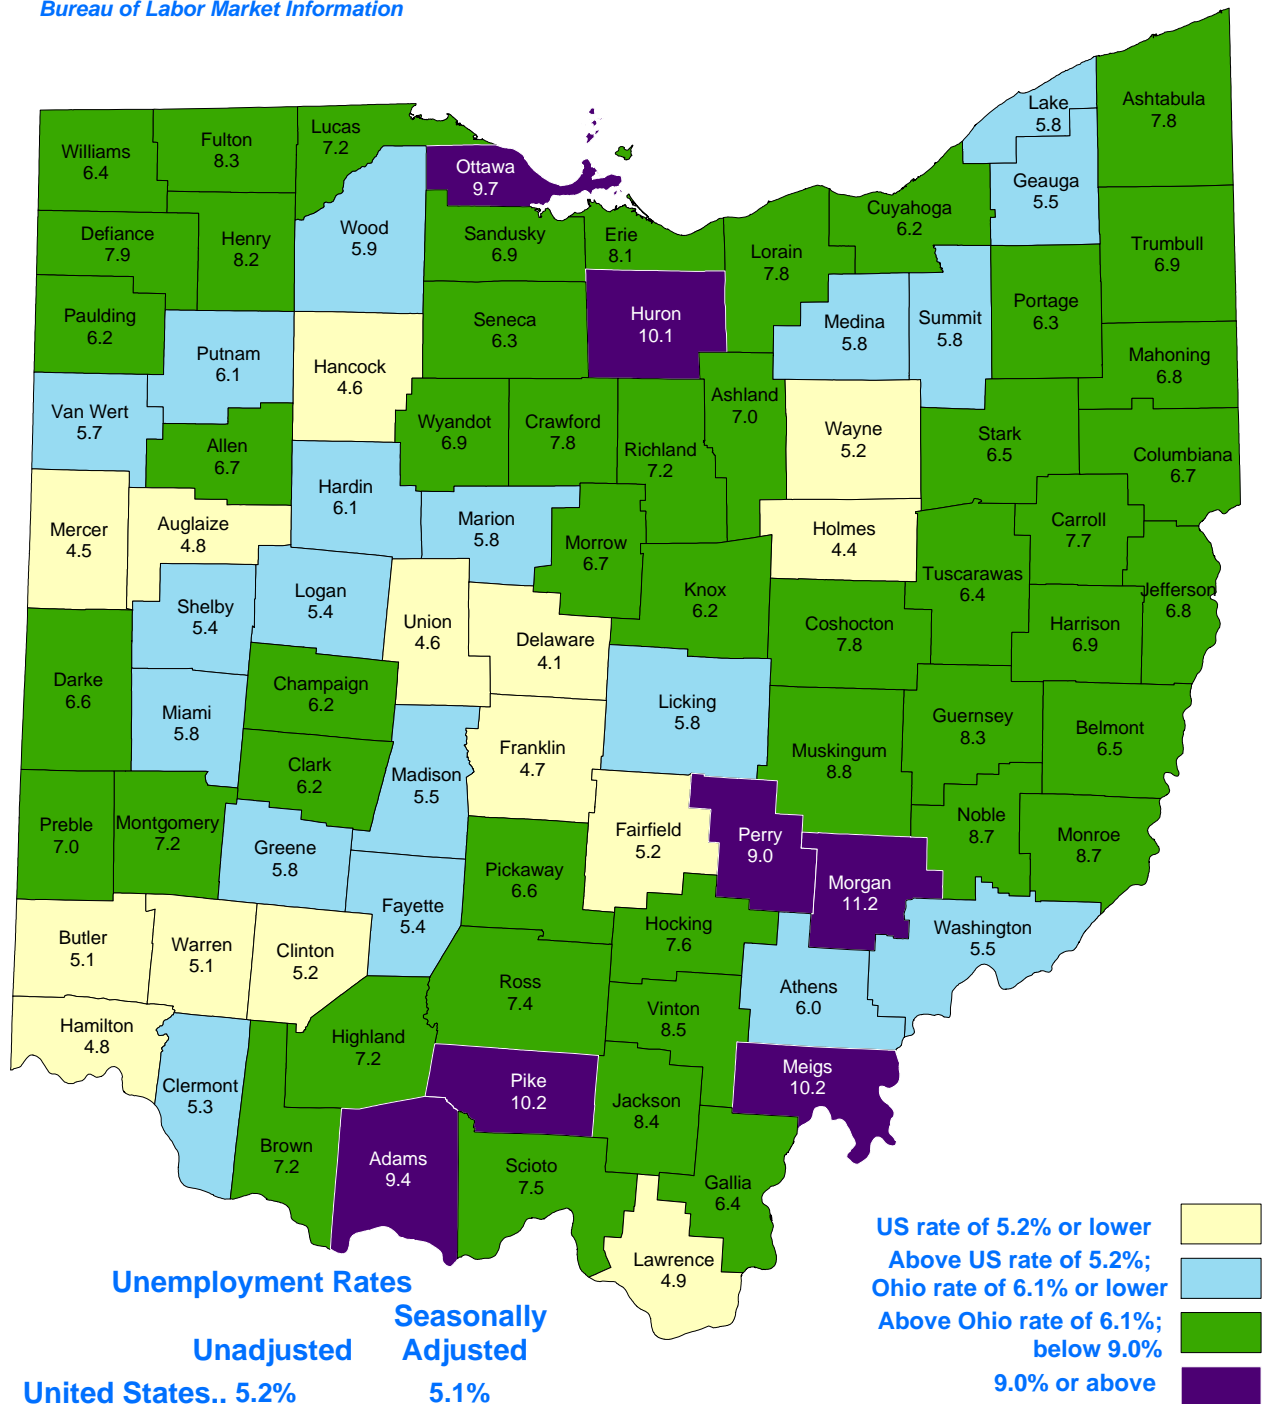 Bureau of Labor Market Information
Lake
5.8
Ashtabula
7.8
Williams
6.4
Fulton
8.3
Lucas
7.2
Ottawa
9.7
Geauga
5.5
Cuyahoga
6.2
Defiance
7.9
Henry
8.2
Wood
5.9
Sandusky
6.9
Erie
8.1
Lorain
7.8
Trumbull
6.9
Paulding
6.2
Putnam
6.1
Hancock
4.6
Seneca
6.3
Huron
10.1
Medina
5.8
Summit
5.8
Portage
6.3
Mahoning
6.8
Van Wert
5.7
Allen
6.7
Wyandot
6.9
Crawford
7.8
Richland
7.2
Ashland
7.0
Wayne
5.2
Stark
6.5
Columbiana
6.7
Mercer
4.5
Auglaize
4.8
Hardin
6.1
Marion
5.8
Morrow
6.7
Holmes
4.4
Carroll
7.7
Tuscarawas
6.4
Jefferson
6.8
Shelby
5.4
Logan
5.4
Union
4.6
Delaware
4.1
Knox
6.2
Coshocton
7.8
Harrison
6.9
Darke
6.6
Miami
5.8
Champaign
6.2
Licking
5.8
Guernsey
8.3
Belmont
6.5
Clark
6.2
Madison
5.5
Franklin
4.7
Muskingum
8.8
Preble
7.0
Montgomery
7.2
Greene
5.8
Fairfield
5.2
Perry
9.0
Noble
8.7
Monroe
8.7
Pickaway
6.6
Morgan
11.2
Fayette
5.4
Hocking
7.6
Washington
5.5
Butler
5.1
Warren
5.1
Clinton
5.2
Ross
7.4
Athens
6.0
Hamilton
4.8
Highland
7.2
Vinton
8.5
Clermont
5.3
Pike
10.2
Jackson
8.4
Meigs
10.2
Brown
7.2
Adams
9.4
Scioto
7.5
Gallia
6.4
Lawrence
4.9
US rate of 5.2% or lower
Above US rate of 5.2%;
Ohio rate of 6.1% or lower
Above Ohio rate of 6.1%;
below 9.0%
9.0% or above
Unemployment Rates
Seasonally
Unadjusted Adjusted
United States.. 5.2% 5.1%